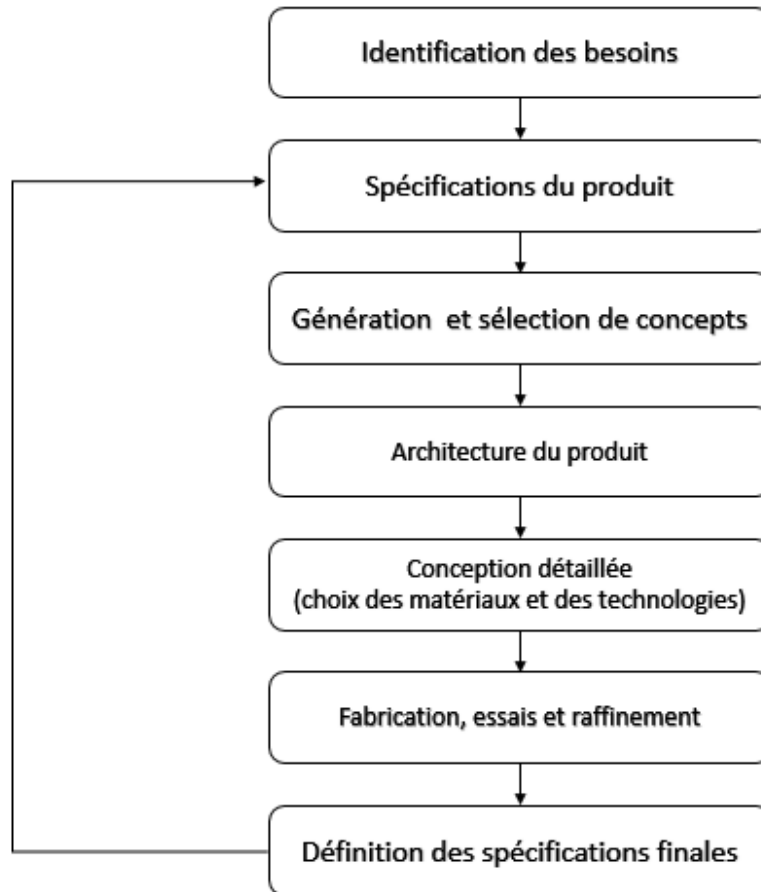 Identification des besoins
Spécifications du produit
Génération et sélection de concepts
Architecture du produit
Conception détaillée
(choix des matériaux et des technologies)
Fabrication, essais et raffinement
Définition des spécifications finales